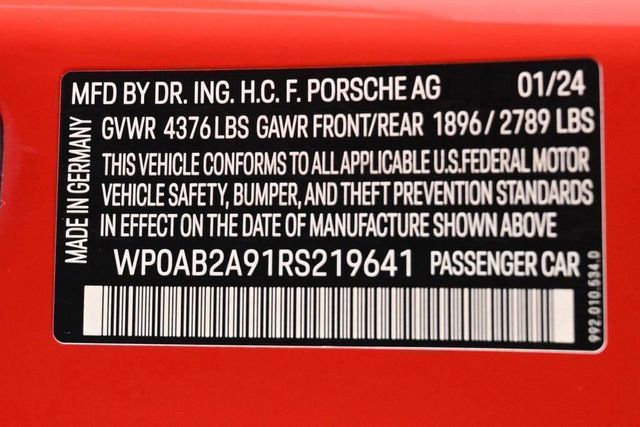 MFD BY DR. ING. H.C. F. PORSCHE AG 01/24
GVWR 4376 LBS GAWR FRONT/REAR 1896 / 2789 LBS
THIS VEHICLE CONFORMS TO ALL APPLICABLE U.S. FEDERAL MOTOR
VEHICLE SAFETY, BUMPER, AND THEFT PREVENTION STANDARDS
IN EFFECT ON THE DATE OF MANUFACTURE SHOWN ABOVE
WP0AB2A91RS219641 PASSENGER CAR
MADE IN GERMANY
992.010.534.0